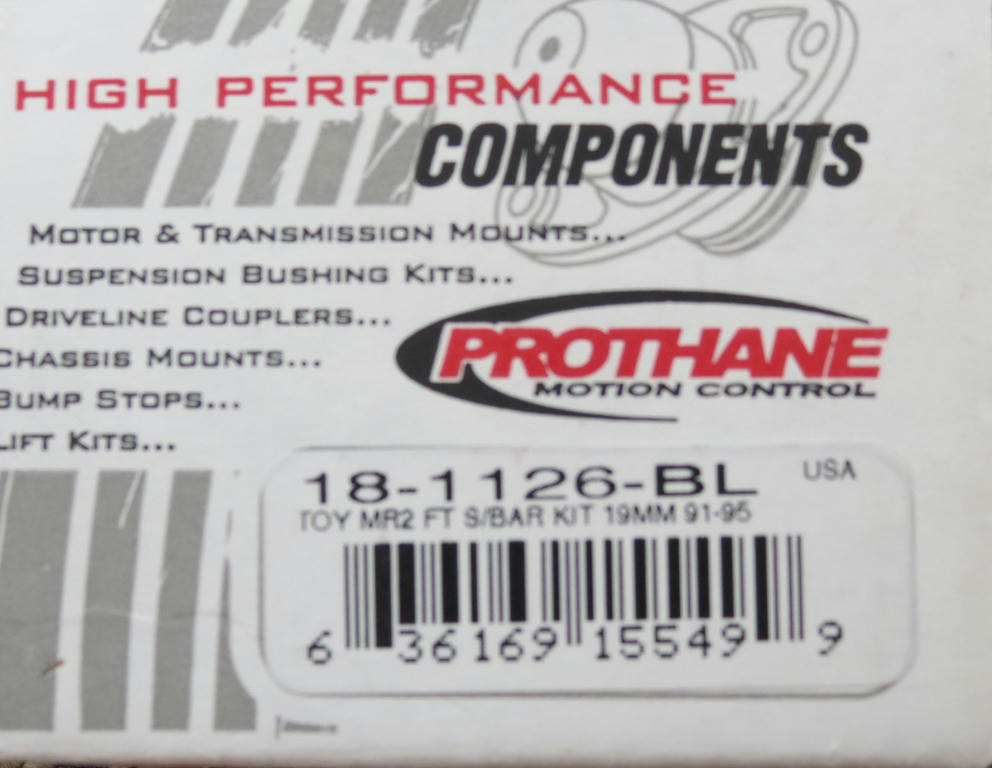 HIGH PERFORMANCE
COMPONENTS
MOTOR & TRANSMISSION MOUNTS...
SUSPENSION BUSHING KITS...
DRIVELINE COUPLERS...
CHASSIS MOUNTS...
BUMP STOPS...
LIFT KITS...
PROTHANE
MOTION CONTROL
18-1126-BL USA
TOY MR2 FT S/BAR KIT 19MM 91-95
6 36169 15549 9